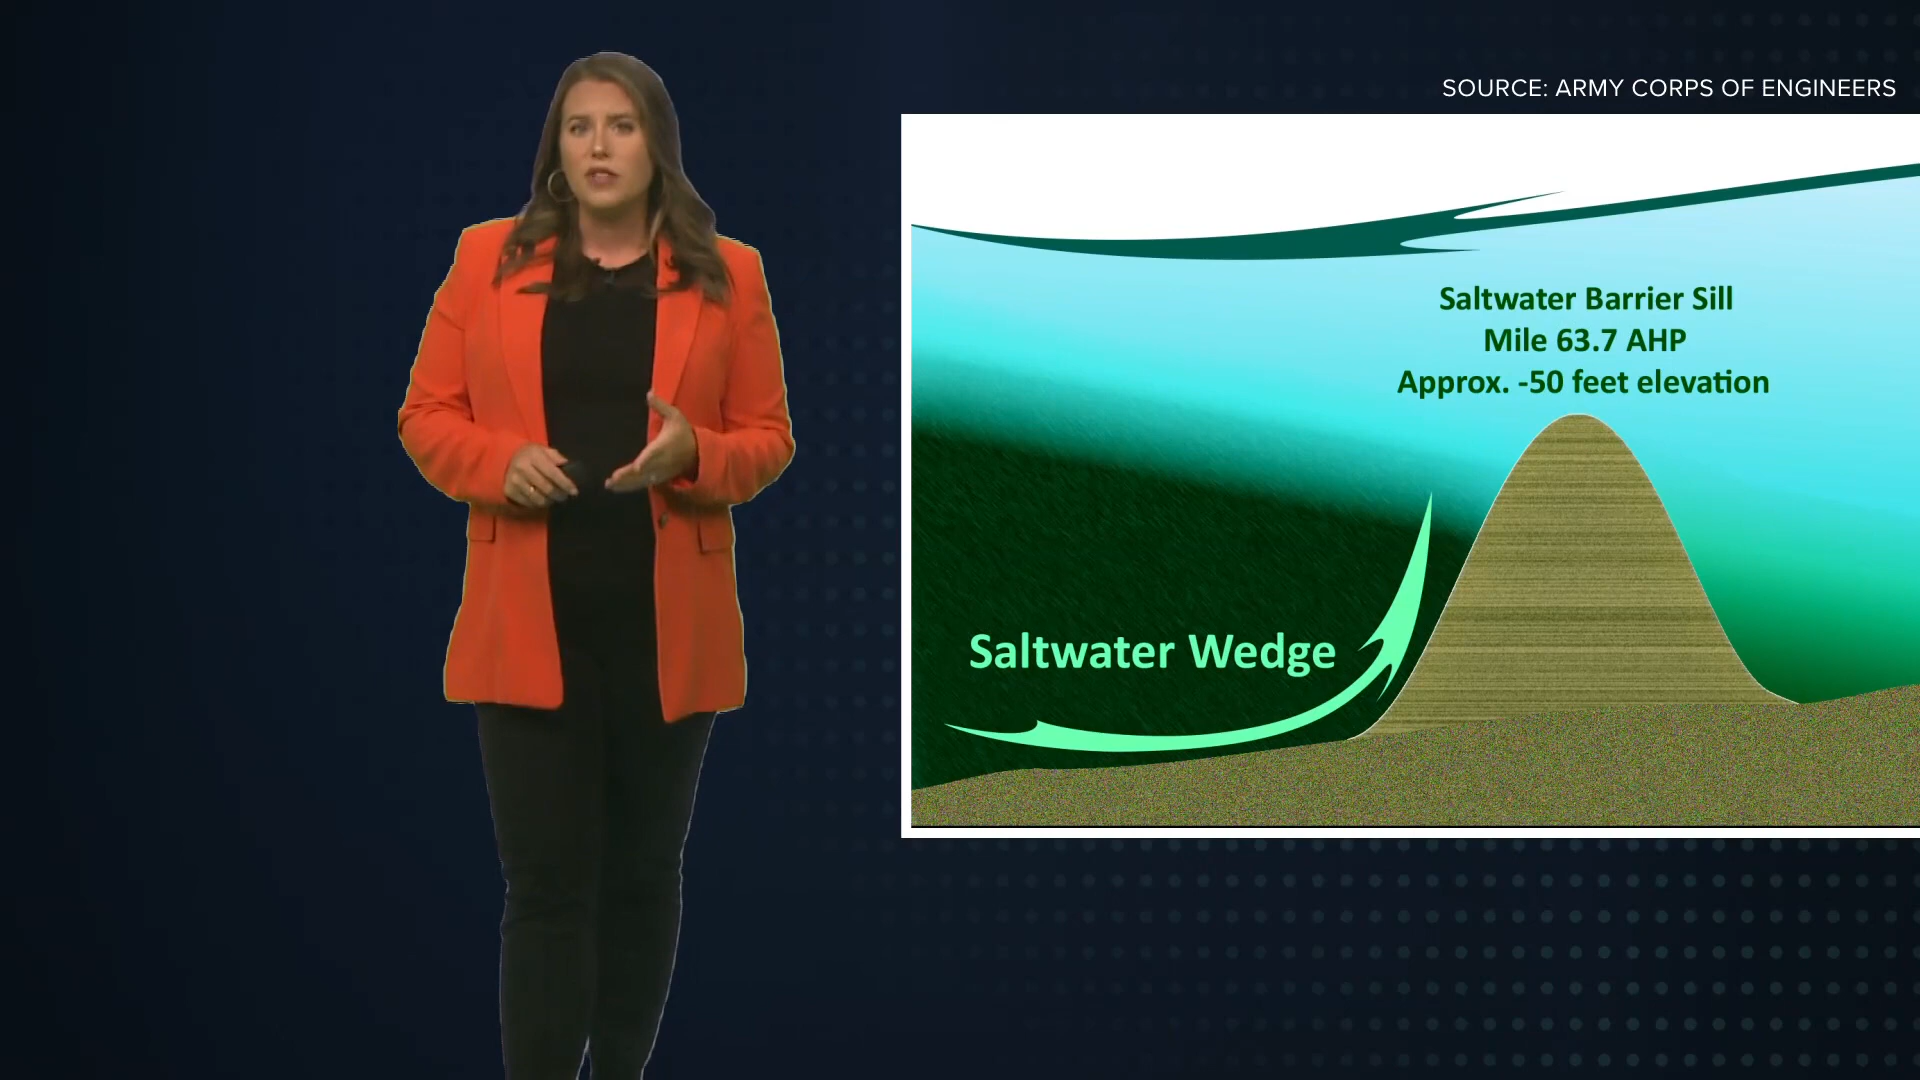 SOURCE: ARMY CORPS OF ENGINEERS
Saltwater Barrier Sill
Mile 63.7 AHP
Approx. -50 feet elevation
Saltwater Wedge